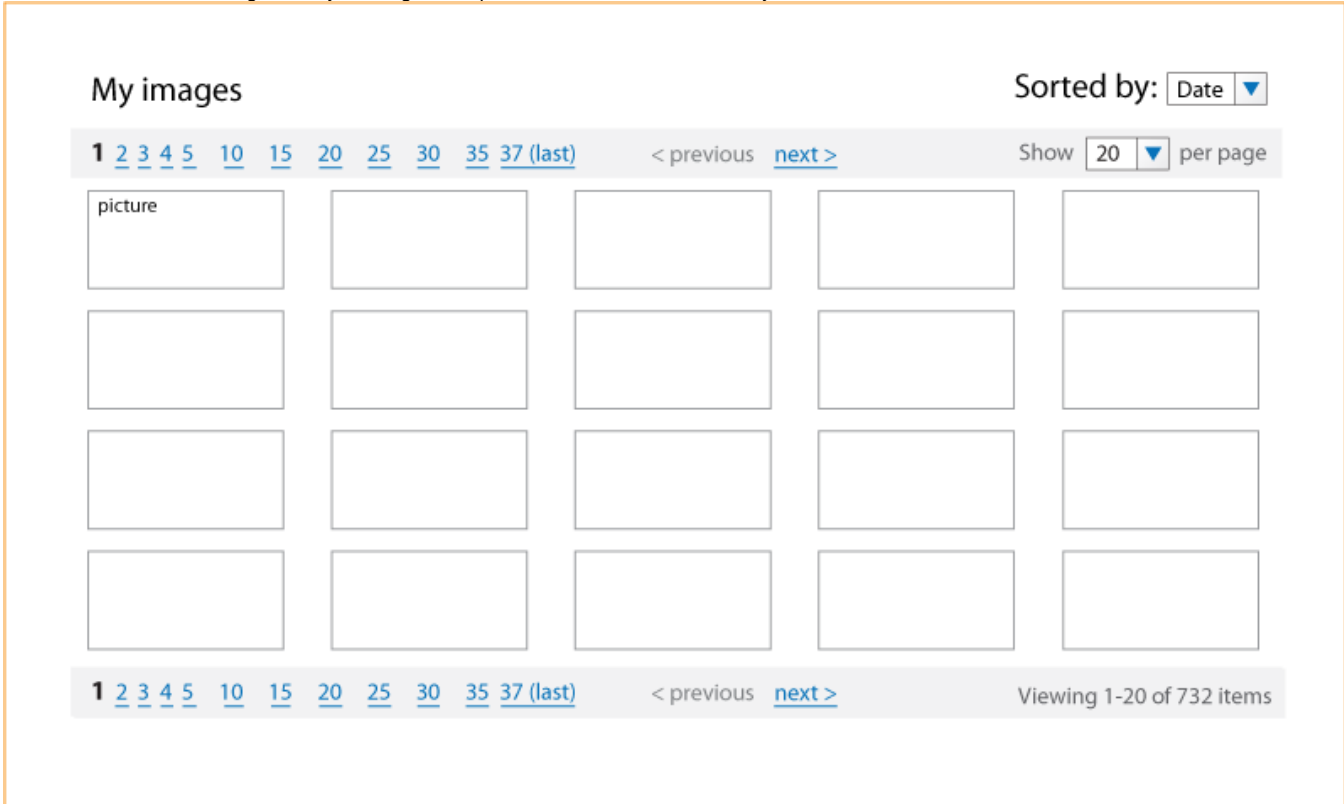 My images
Sorted by: Date
1 2 3 4 5 10 15 20 25 30 35 37 (last) < previous next > Show 20 per page
picture
1 2 3 4 5 10 15 20 25 30 35 37 (last) < previous next > Viewing 1-20 of 732 items